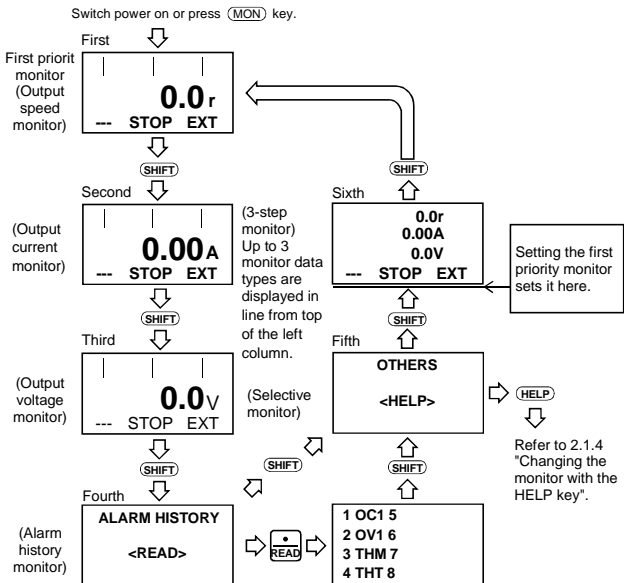 Switch power on or press (MON) key.
First
First priorit
monitor
(Output
speed
monitor)
0.0 r
--- STOP EXT
SHIFT
Second
(Output
current
monitor)
0.00 A
--- STOP EXT
SHIFT
Third
(Output
voltage
monitor)
0.0 V
--- STOP EXT
SHIFT
Fourth
(Alarm
history
monitor)
ALARM HISTORY
<READ>
READ
1 OC1 5
2 OV1 6
3 THM 7
4 THT 8
SHIFT
SHIFT
(Selective
monitor)
Fifth
OTHERS
<HELP>
HELP
Refer to 2.1.4
"Changing the
monitor with the
HELP key".
SHIFT
(3-step
monitor)
Up to 3
monitor data
types are
displayed in
line from top
of the left
column.
Sixth
0.0r
0.00A
0.0V
--- STOP EXT
Setting the first
priority monitor
sets it here.
SHIFT